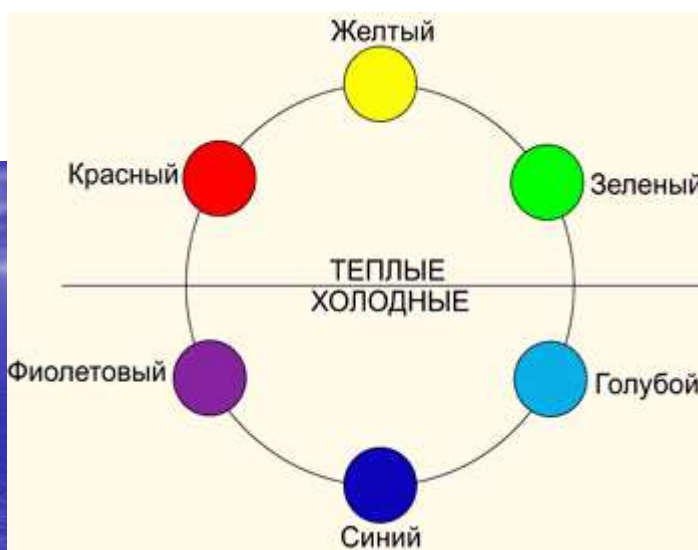 Желтый
Красный
Зеленый
ТЕПЛЫЕ
ХОЛОДНЫЕ
Фиолетовый
Голубой
Синий